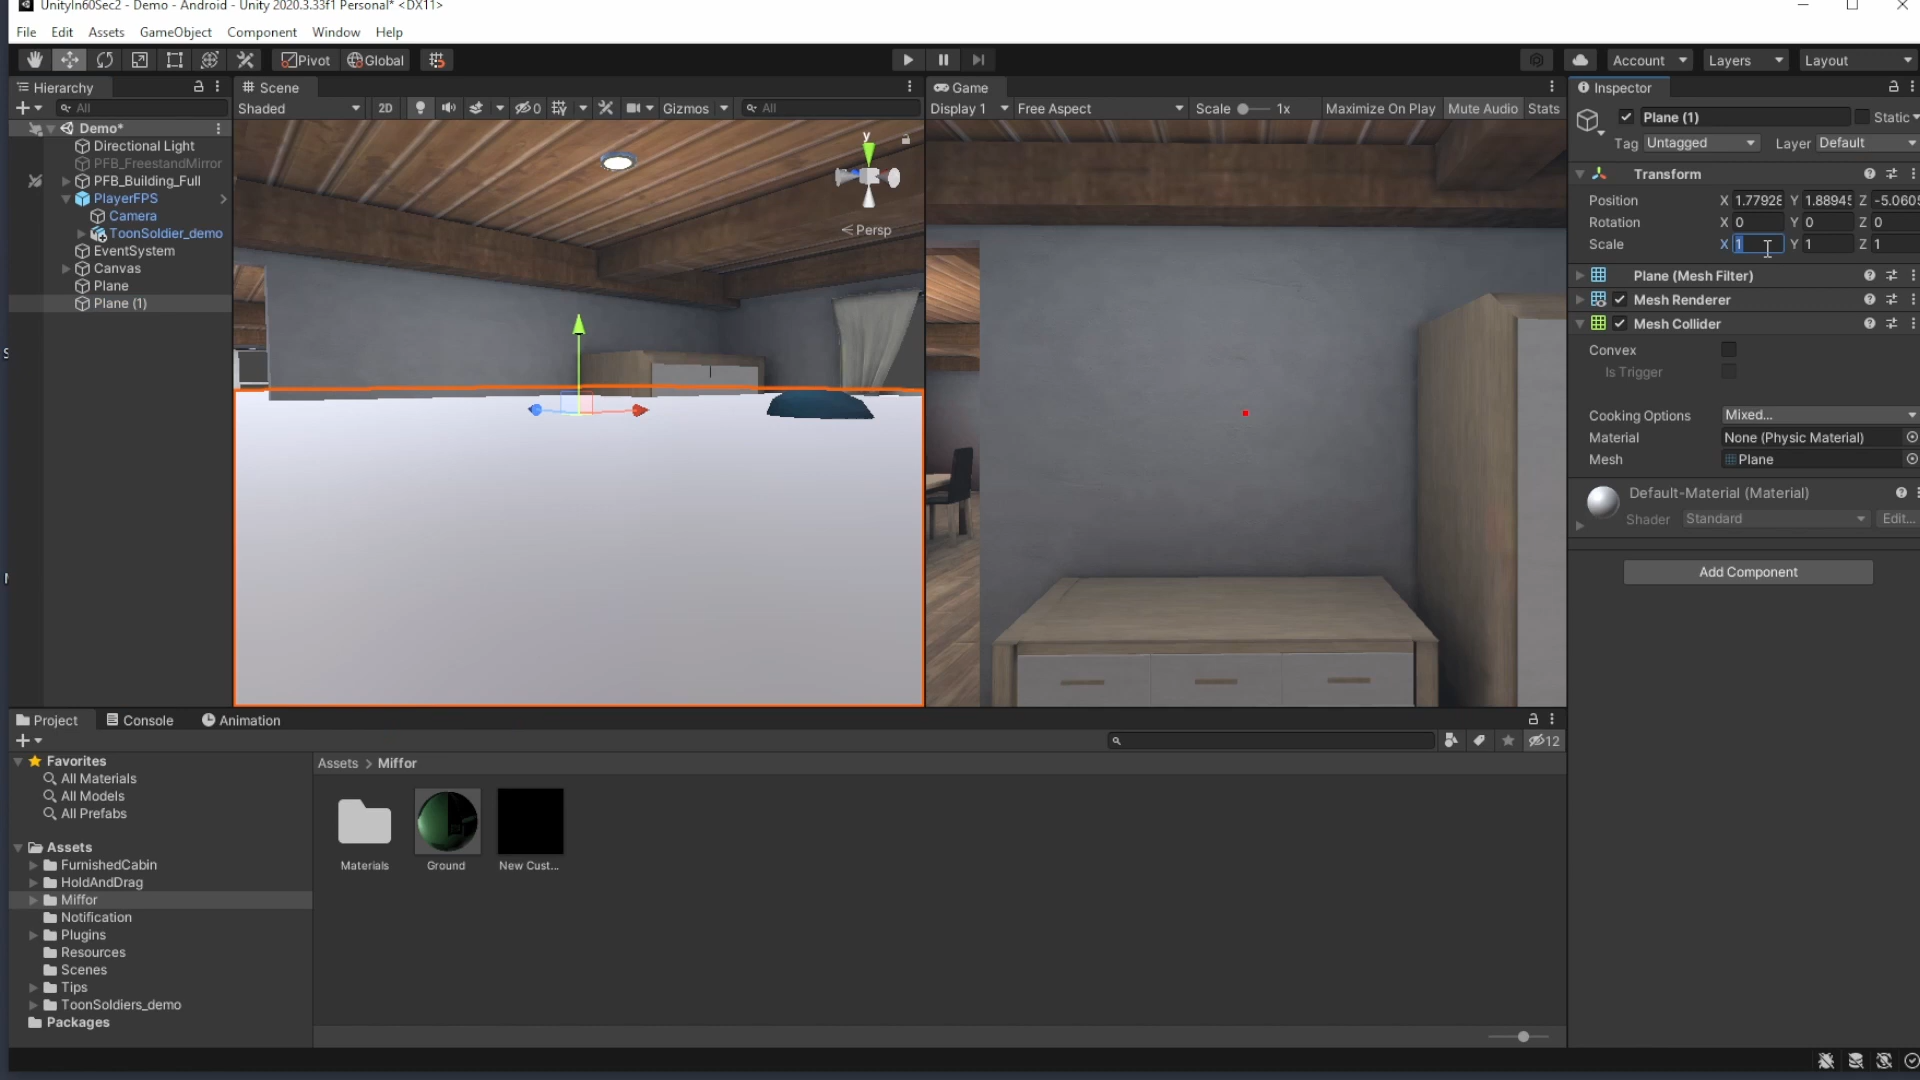 UnityIn60Sec2 - Demo - Android - Unity 2020.3.33f1 Personal* <DX11>
File Edit Assets GameObject Component Window Help
Pivot Global Account Layers Layout
Hierarchy
All
Demo*
Directional Light
PFB_FreestandMirror
PFB_Building_Full
PlayerFPS
Camera
ToonSoldier_demo
EventSystem
Canvas
Plane
Plane (1)
Scene
Shaded 2D 0 Gizmos All
y
Persp
Game
Display 1 Free Aspect Scale 1x Maximize On Play Mute Audio Stats
Inspector
Plane (1) Static
Tag Untagged Layer Default
Transform
Position X 1.77928 Y 1.88945 Z -5.0605
Rotation X 0 Y 0 Z 0
Scale X 1 Y 1 Z 1
Plane (Mesh Filter)
Mesh Renderer
Mesh Collider
Convex
Is Trigger
Cooking Options Mixed...
Material None (Physic Material)
Mesh Plane
Default-Material (Material)
Shader Standard Edit...
Add Component
Project Console Animation
12
Favorites
All Materials
All Models
All Prefabs
Assets
FurnishedCabin
HoldAndDrag
Miffor
Notification
Plugins
Resources
Scenes
Tips
ToonSoldiers_demo
Packages
Assets > Miffor
Materials Ground New Cust...